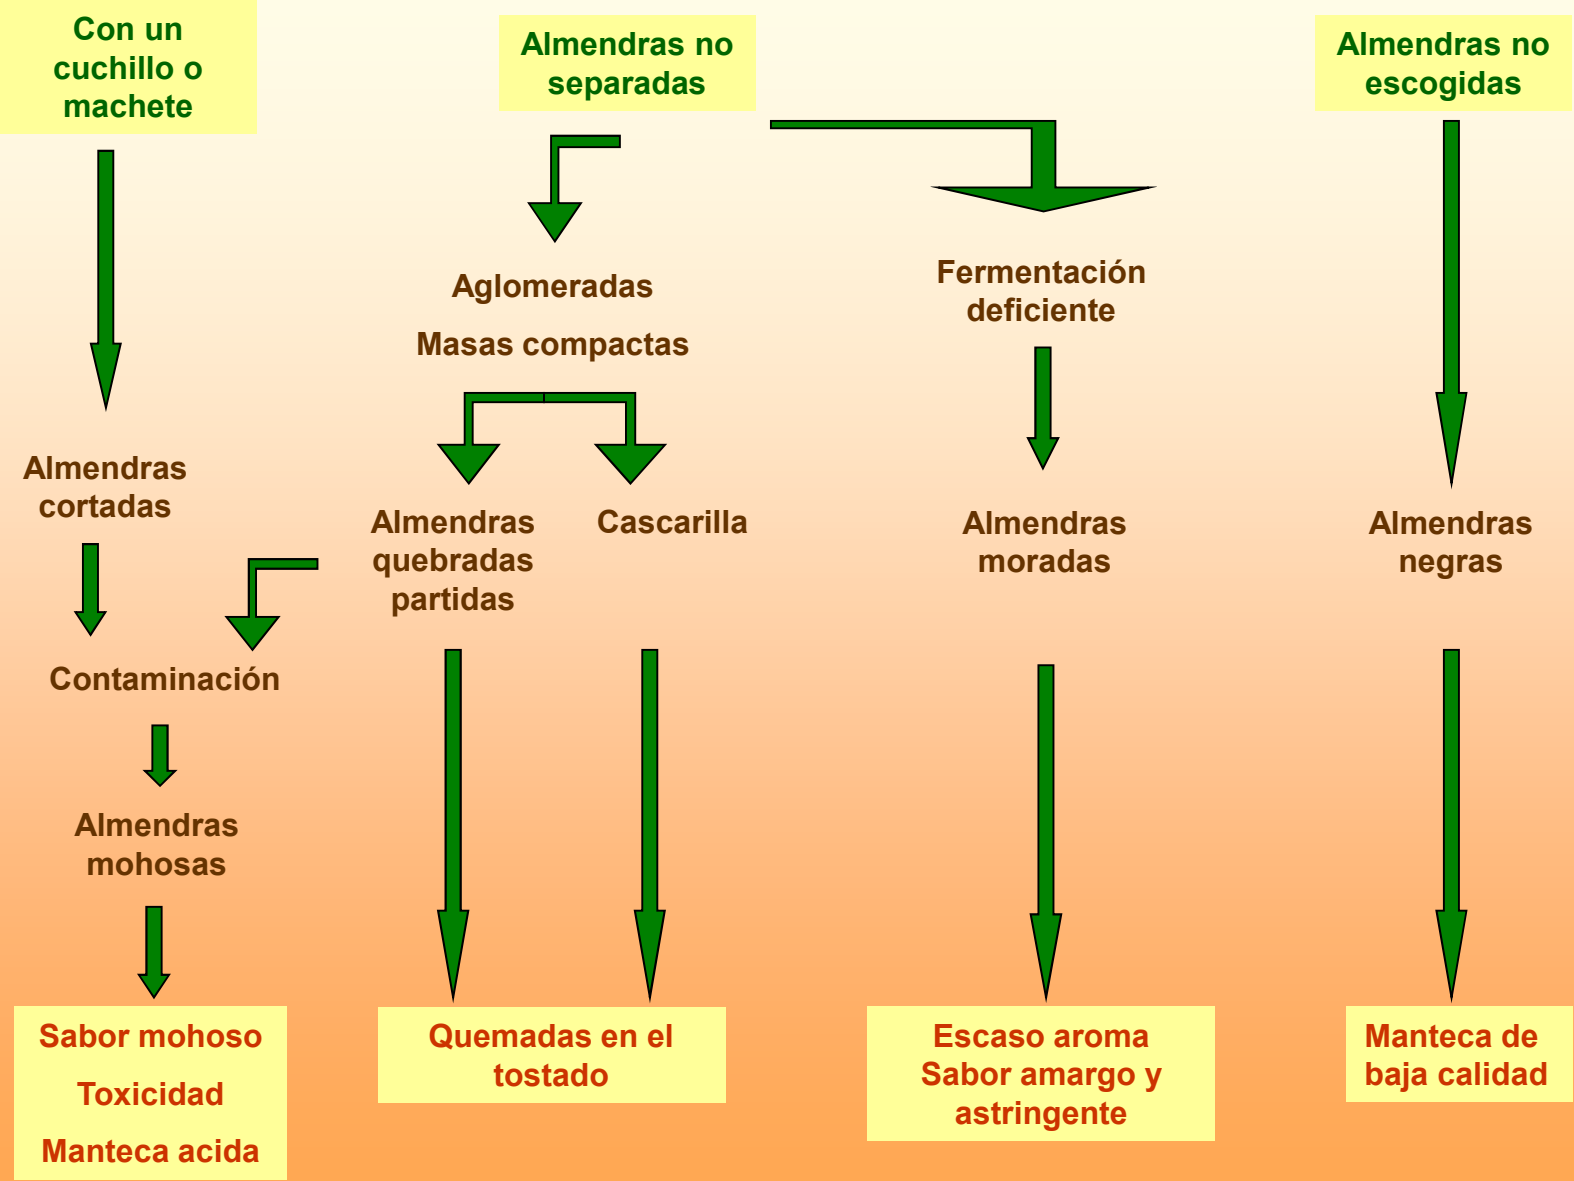 Con un
cuchillo o
machete
Almendras no
separadas
Almendras no
escogidas
Aglomeradas
Masas compactas
Fermentación
deficiente
Almendras
cortadas
Almendras
quebradas
partidas
Cascarilla
Almendras
moradas
Almendras
negras
Contaminación
Almendras
mohosas
Sabor mohoso
Toxicidad
Manteca acida
Quemadas en el
tostado
Escaso aroma
Sabor amargo y
astringente
Manteca de
baja calidad